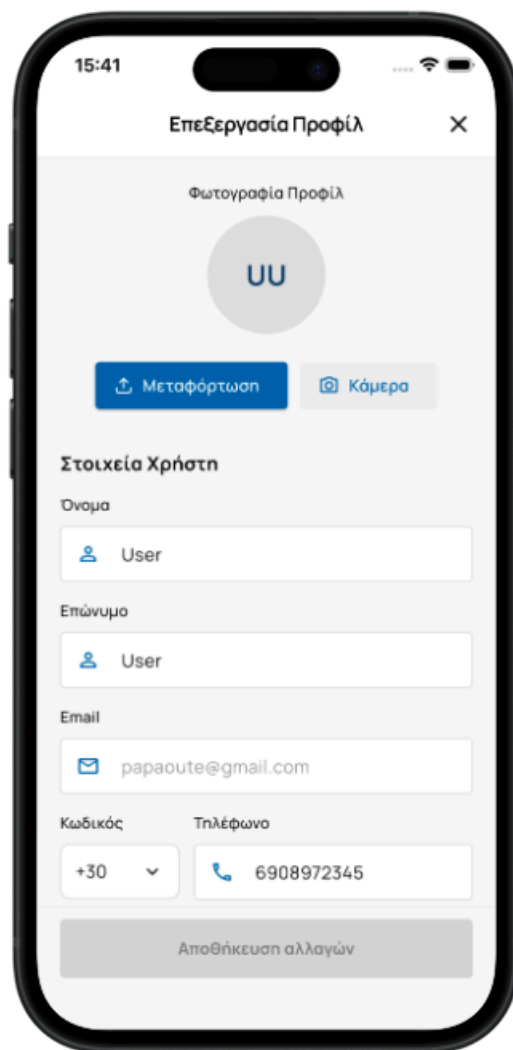 15:41
Επεξεργασία Προφίλ
Φωτογραφία Προφίλ
UU
Μεταφόρτωση
Κάμερα
Στοιχεία Χρήστη
Όνομα
User
Επώνυμο
User
Email
papaoute@gmail.com
Κωδικός Τηλέφωνο
+30 6908972345
Αποθήκευση αλλαγών